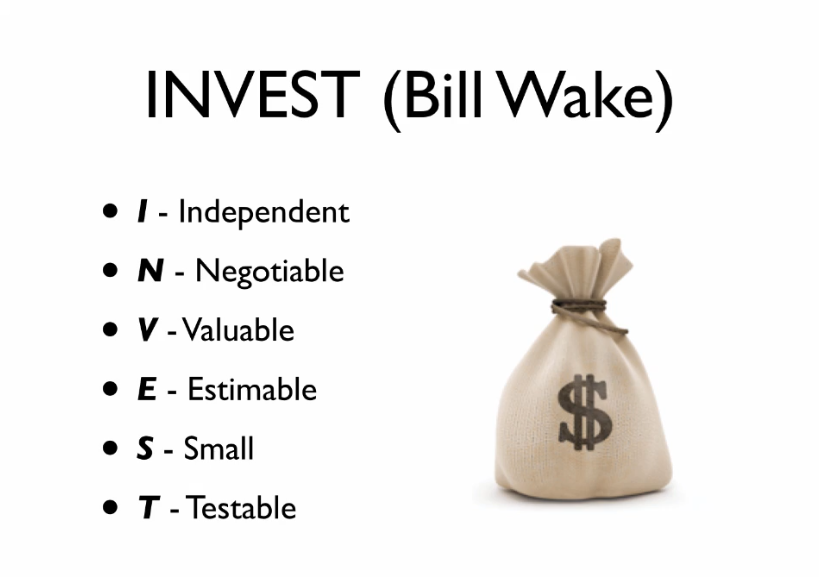 INVEST (Bill Wake)
• I - Independent
• N - Negotiable
• V - Valuable
• E - Estimable
• S - Small
• T - Testable
$